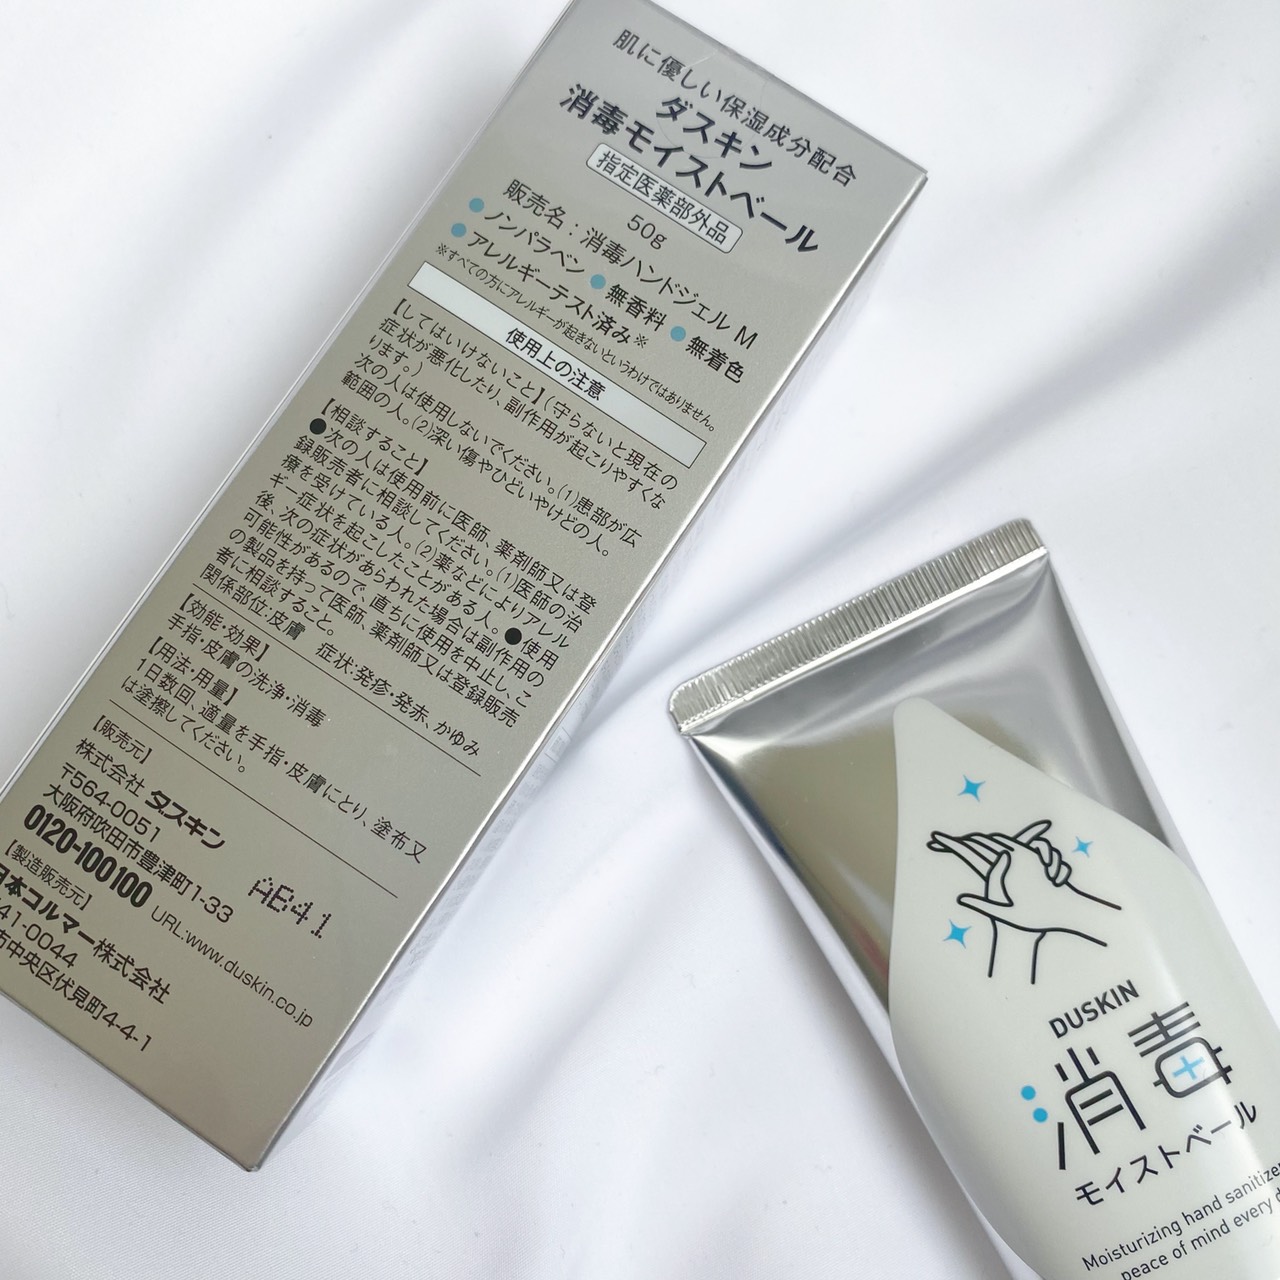 肌に優しい保湿成分配合
ダスキン
消毒モイストベール
指定医薬部外品
50g
販売名：消毒ハンドジェル M
●ノンパラベン ●無香料 ●無着色
●アレルギーテスト済み※
※すべての方にアレルギーが起きないというわけではありません。
使用上の注意
【してはいけないこと】(守らないと現在の
症状が悪化したり、副作用が起こりやすくな
ります。)
次の人は使用しないでください。(1)患部が広
範囲の人。(2)深い傷やひどいやけどの人。
【相談すること】
●次の人は使用前に医師、薬剤師又は登
録販売者に相談してください。(1)医師の治
療を受けている人。(2)薬などによりアレル
ギー症状を起こしたことがある人。●使用
後、次の症状があらわれた場合は副作用の
可能性があるので、直ちに使用を中止し、こ
の製品を持って医師、薬剤師又は登録販売
者に相談すること。
関係部位:皮膚 症状:発疹・発赤、かゆみ
【効能・効果】
手指・皮膚の洗浄・消毒
【用法・用量】
1日数回、適量を手指・皮膚にとり、塗布又
は塗擦してください。
【販売元】
株式会社 ダスキン
〒564-0051
大阪府吹田市豊津町1-33
0120-100100 URL:www.duskin.co.jp
AE41
【製造販売元】
日本コルマー株式会社
41-0044
市中央区伏見町4-4-1
DUSKIN
消毒
モイストベール
Moisturizing hand sanitizer
peace of mind every